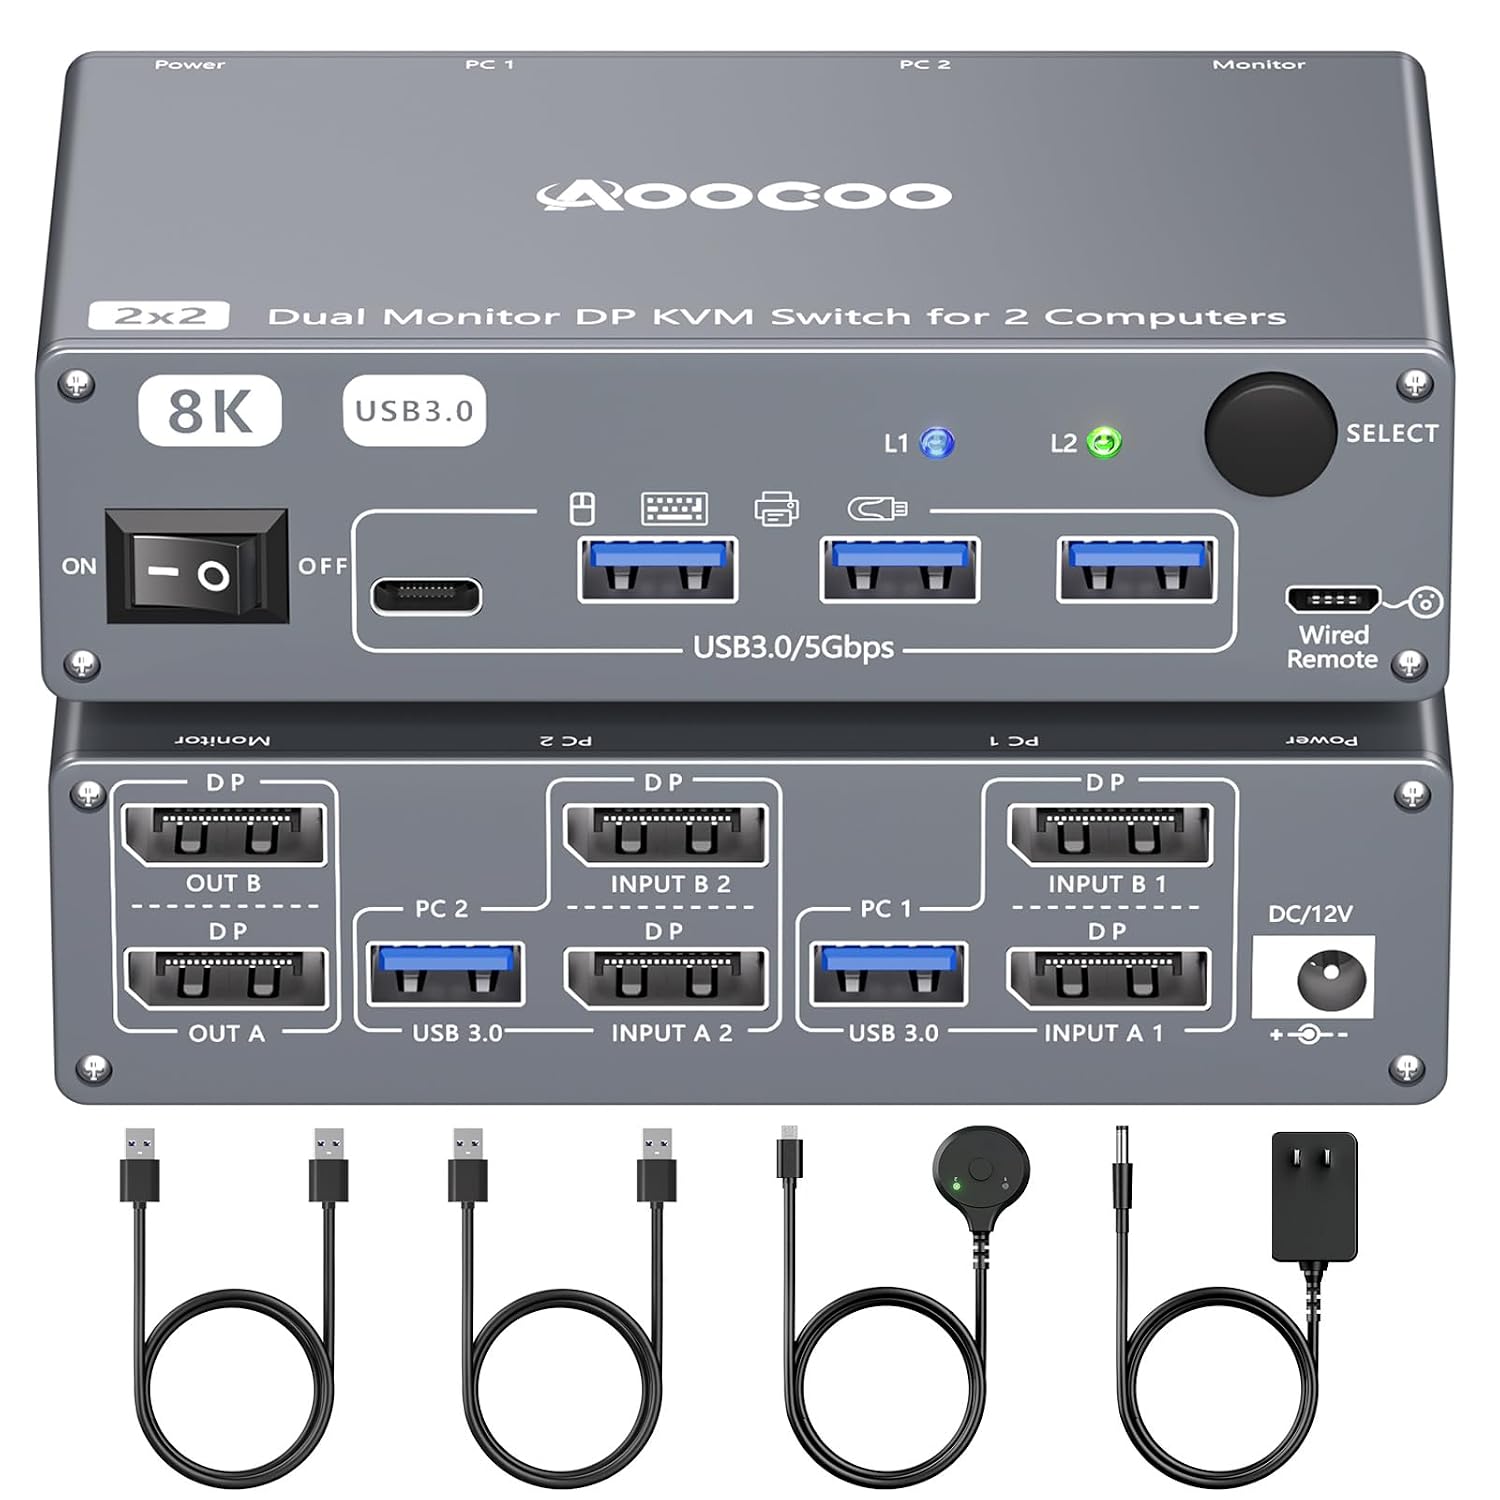 Power PC 1 PC 2 Monitor
AOOCOO
2x2 Dual Monitor DP KVM Switch for 2 Computers
8K USB3.0
L1 L2 SELECT
ON OFF
USB3.0/5Gbps
Wired
Remote
Monitor PC 2 PC 1 Power
DP DP DP
OUT B INPUT B 2 INPUT B 1
PC 2 PC 1 DC/12V
DP DP DP
OUT A USB 3.0 INPUT A 2 USB 3.0 INPUT A 1